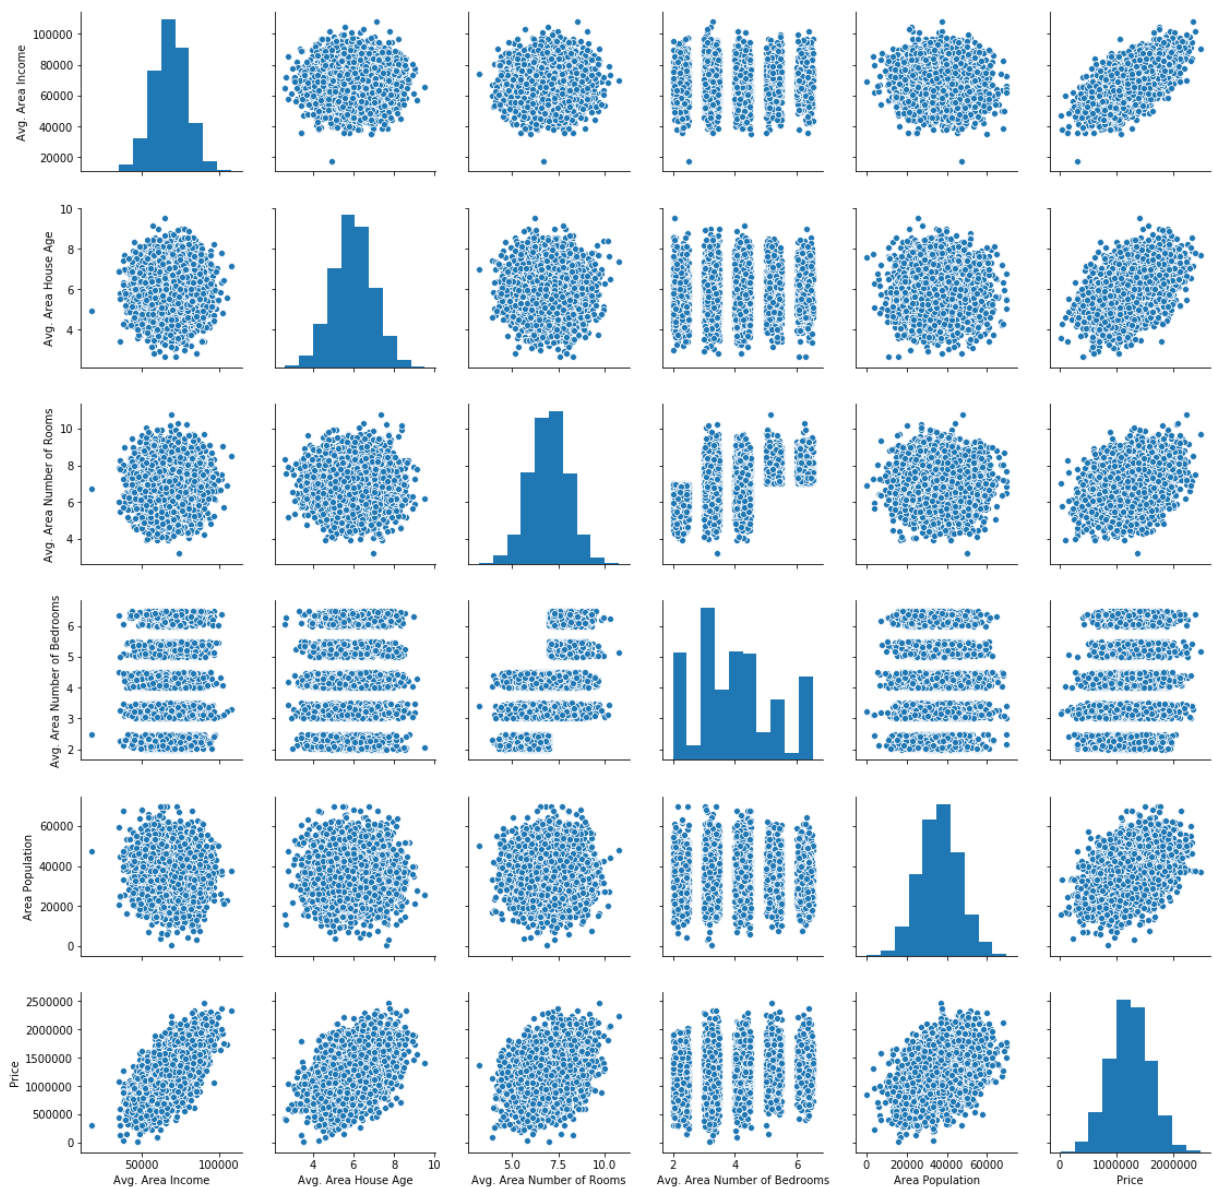 Avg. Area Income
100000
80000
60000
40000
20000
Avg. Area House Age
10
8
6
4
Avg. Area Number of Rooms
10
8
6
4
Avg. Area Number of Bedrooms
6
5
4
3
2
Area Population
60000
40000
20000
0
Price
2500000
2000000
1500000
1000000
500000
0
50000 100000
Avg. Area Income
4 6 8 10
Avg. Area House Age
5.0 7.5 10.0
Avg. Area Number of Rooms
2 4 6
Avg. Area Number of Bedrooms
0 20000 40000 60000
Area Population
0 1000000 2000000
Price